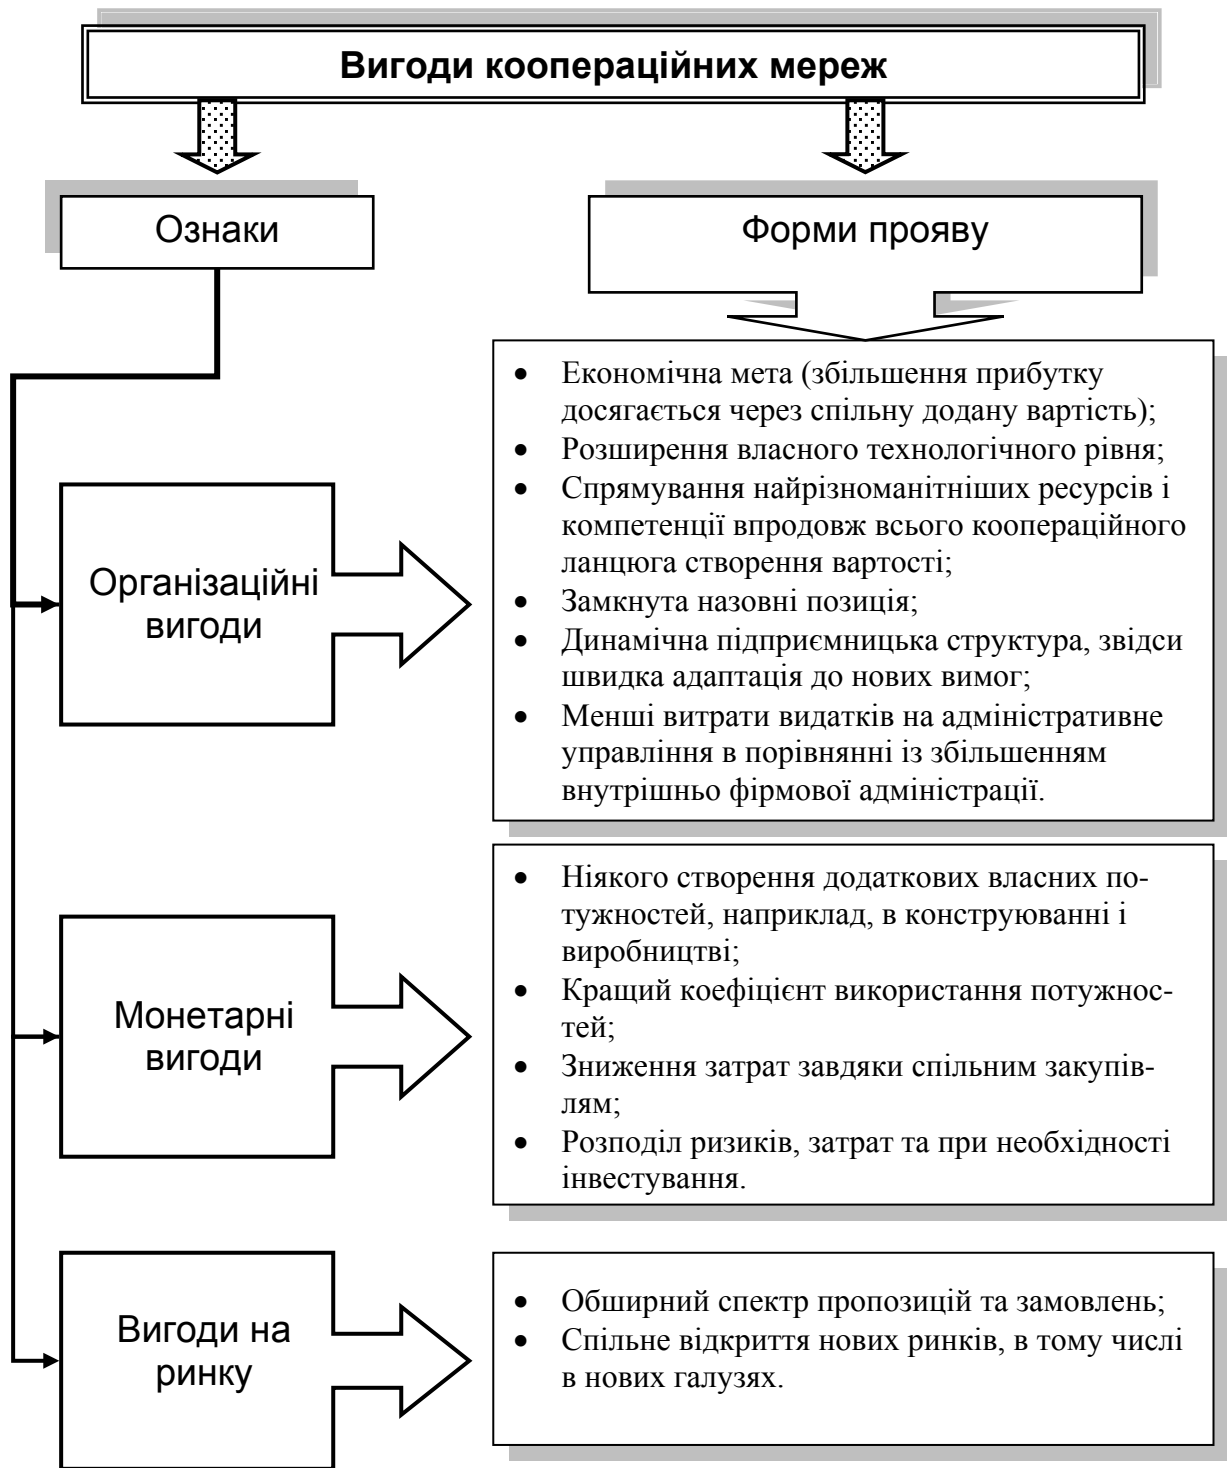 Вигоди коопераційних мереж
Ознаки
Форми прояву
Організаційні
вигоди
• Економічна мета (збільшення прибутку
досягається через спільну додану вартість);
• Розширення власного технологічного рівня;
• Спрямування найрізноманітніших ресурсів і
компетенції впродовж всього коопераційного
ланцюга створення вартості;
• Замкнута назовні позиція;
• Динамічна підприємницька структура, звідси
швидка адаптація до нових вимог;
• Менші витрати видатків на адміністративне
управління в порівнянні із збільшенням
внутрішньо фірмової адміністрації.
Монетарні
вигоди
• Ніякого створення додаткових власних по-
тужностей, наприклад, в конструюванні і
виробництві;
• Кращий коефіцієнт використання потужнос-
тей;
• Зниження затрат завдяки спільним закупів-
лям;
• Розподіл ризиків, затрат та при необхідності
інвестування.
Вигоди на
ринку
• Обширний спектр пропозицій та замовлень;
• Спільне відкриття нових ринків, в тому числі
в нових галузях.